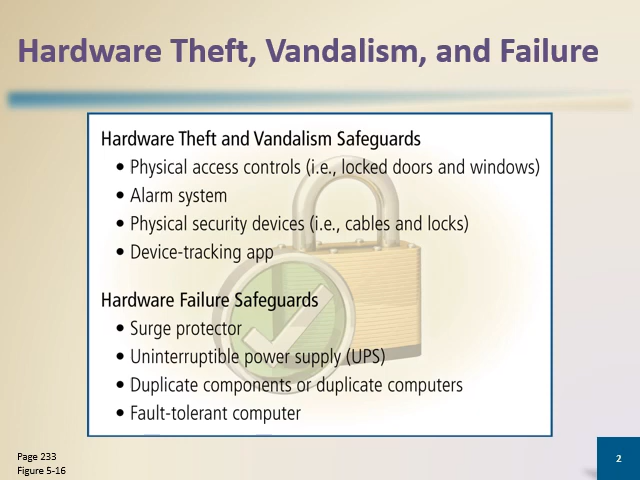 Hardware Theft, Vandalism, and Failure
Hardware Theft and Vandalism Safeguards
• Physical access controls (i.e., locked doors and windows)
• Alarm system
• Physical security devices (i.e., cables and locks)
• Device-tracking app
Hardware Failure Safeguards
• Surge protector
• Uninterruptible power supply (UPS)
• Duplicate components or duplicate computers
• Fault-tolerant computer
Page 233
Figure 5-16
2